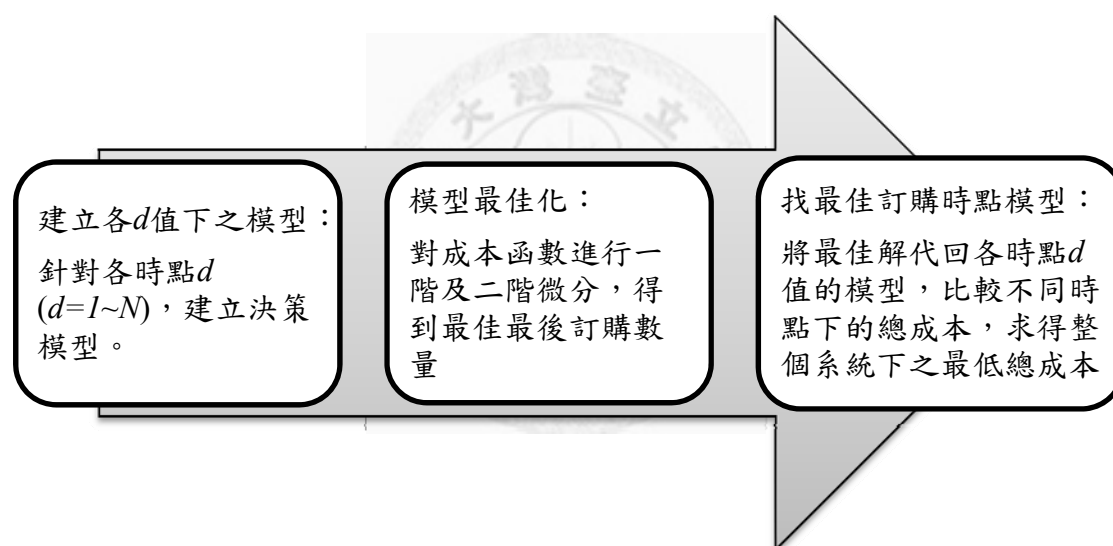 大灣臺立
建立各d值下之模型：
針對各時點d
(d=1~N)，建立決策
模型。
模型最佳化：
對成本函數進行一
階及二階微分，得
到最佳最後訂購數
量
找最佳訂購時點模型：
將最佳解代回各時點d
值的模型，比較不同時
點下的總成本，求得整
個系統下之最低總成本